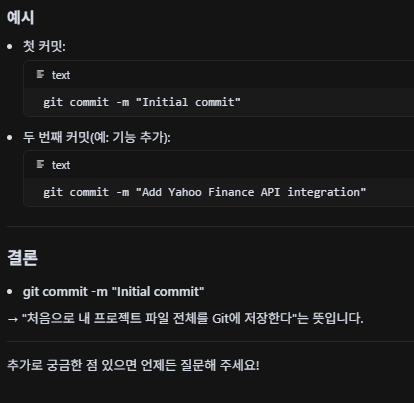 예시
첫 커밋:
text
git commit -m "Initial commit"
두 번째 커밋(예: 기능 추가):
text
git commit -m "Add Yahoo Finance API integration"
결론
git commit -m "Initial commit"
→ "처음으로 내 프로젝트 파일 전체를 Git에 저장한다"는 뜻입니다.
추가로 궁금한 점 있으면 언제든 질문해 주세요!